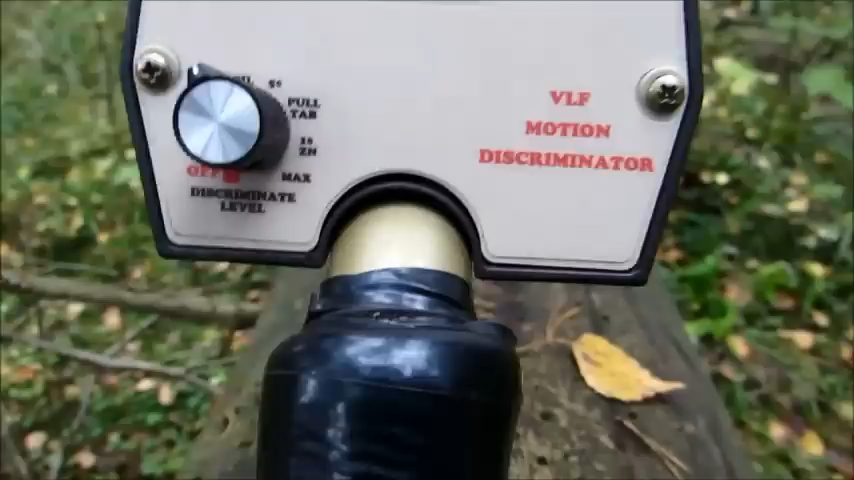 5¢
PULL
TAB
ZN
OFF
MAX
DISCRIMINATE
LEVEL
VLF
MOTION
DISCRIMINATOR